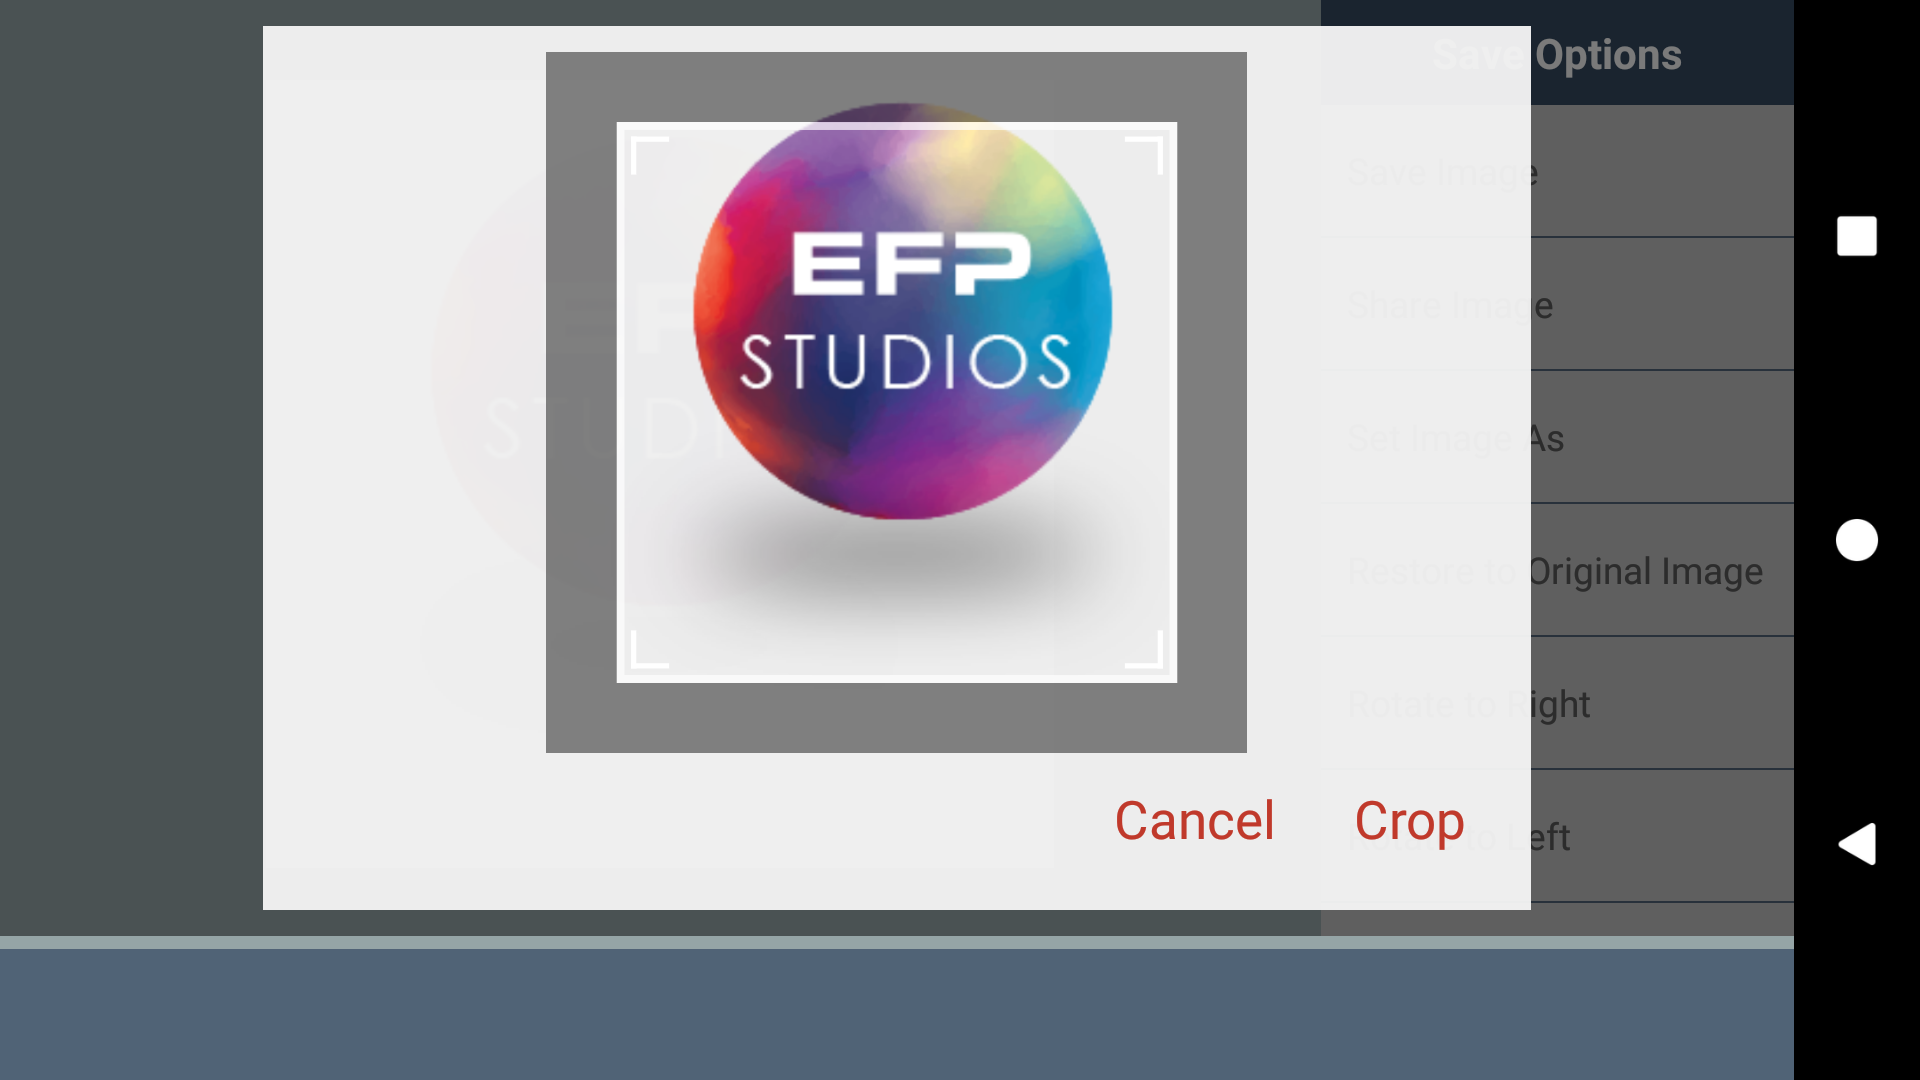 Save Options
EFP
STUDIOS
Save Image
Share Image
Set Image As
Restore to Original Image
Rotate to Right
Rotate to Left
Cancel
Crop